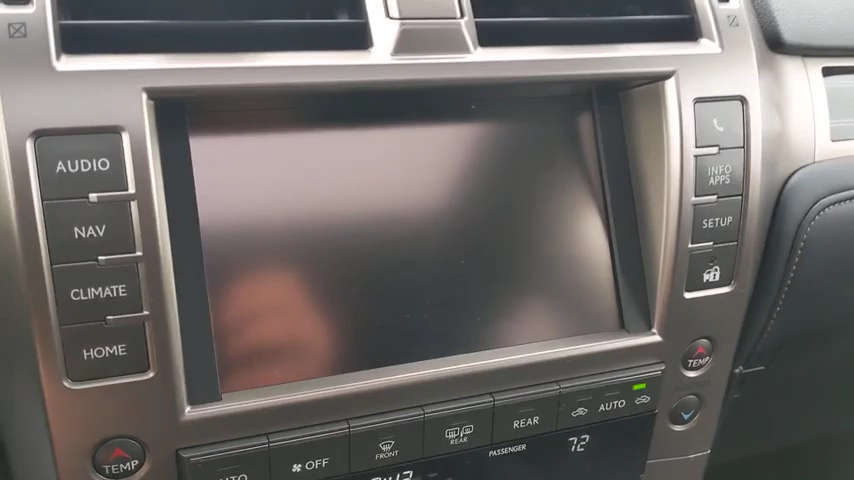 AUDIO
NAV
CLIMATE
HOME
INFO
APPS
SETUP
TEMP
TEMP
OFF
FRONT
REAR
REAR
AUTO
PASSENGER
72